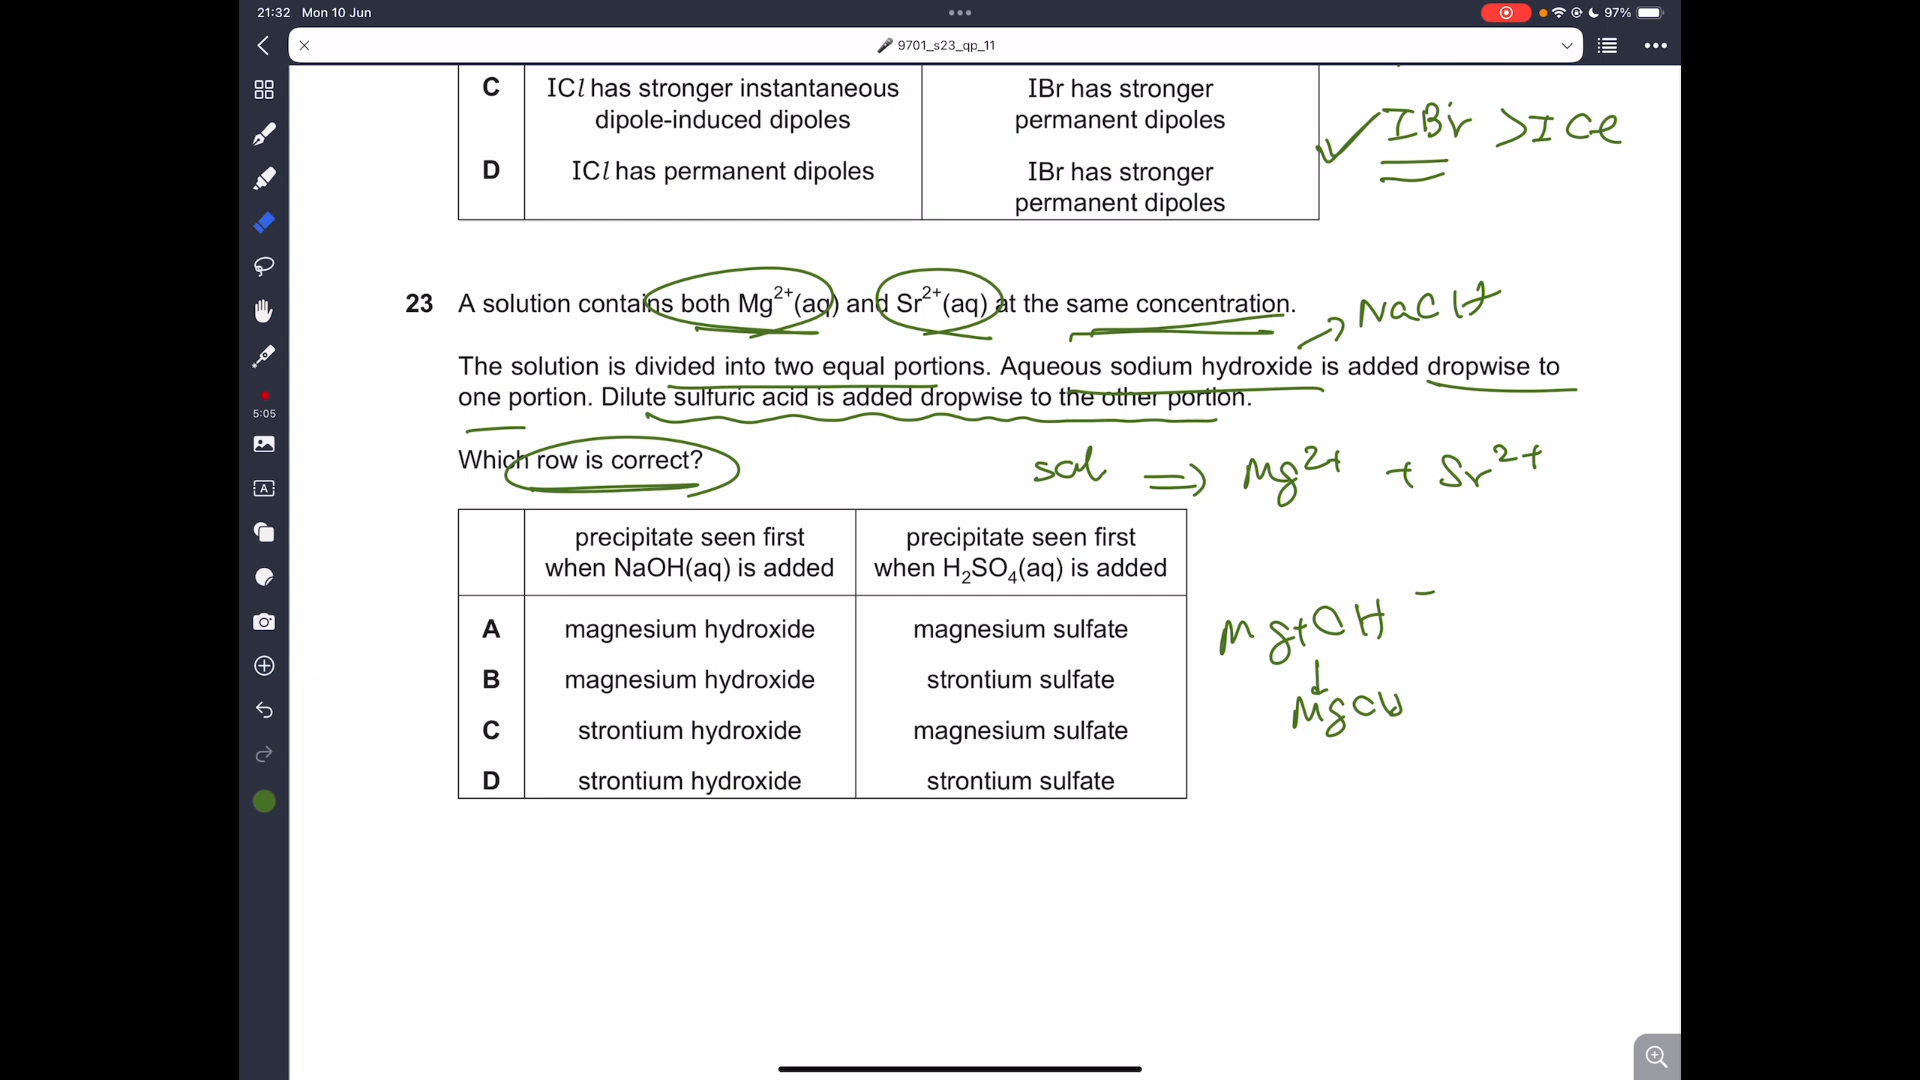 21:32 Mon 10 Jun
97%
9701_s23_qp_11
C ICl has stronger instantaneous dipole-induced dipoles IBr has stronger permanent dipoles
IBr > ICl
D ICl has permanent dipoles IBr has stronger permanent dipoles
23 A solution contains both Mg2+(aq) and Sr2+(aq) at the same concentration.
The solution is divided into two equal portions. Aqueous sodium hydroxide is added dropwise to
one portion. Dilute sulfuric acid is added dropwise to the other portion.
Which row is correct?
sol ⇒ Mg2+ + Sr2+
precipitate seen first when NaOH(aq) is added precipitate seen first when H2SO4(aq) is added
A magnesium hydroxide magnesium sulfate
B magnesium hydroxide strontium sulfate
C strontium hydroxide magnesium sulfate
D strontium hydroxide strontium sulfate
Mg + OH −
↓
5:05
A